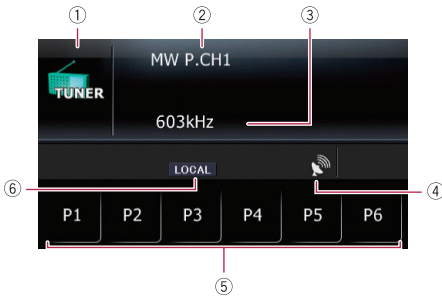 ① ② ③
MW P.CH1
TUNER
603kHz
LOCAL
⑥ ④
P1 P2 P3 P4 P5 P6
⑤